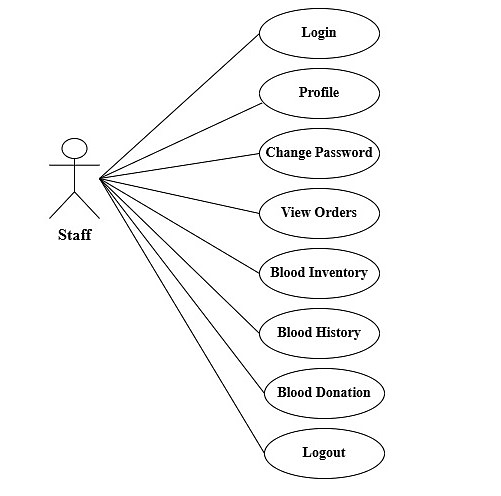 Login
Profile
Change Password
View Orders
Staff
Blood Inventory
Blood History
Blood Donation
Logout